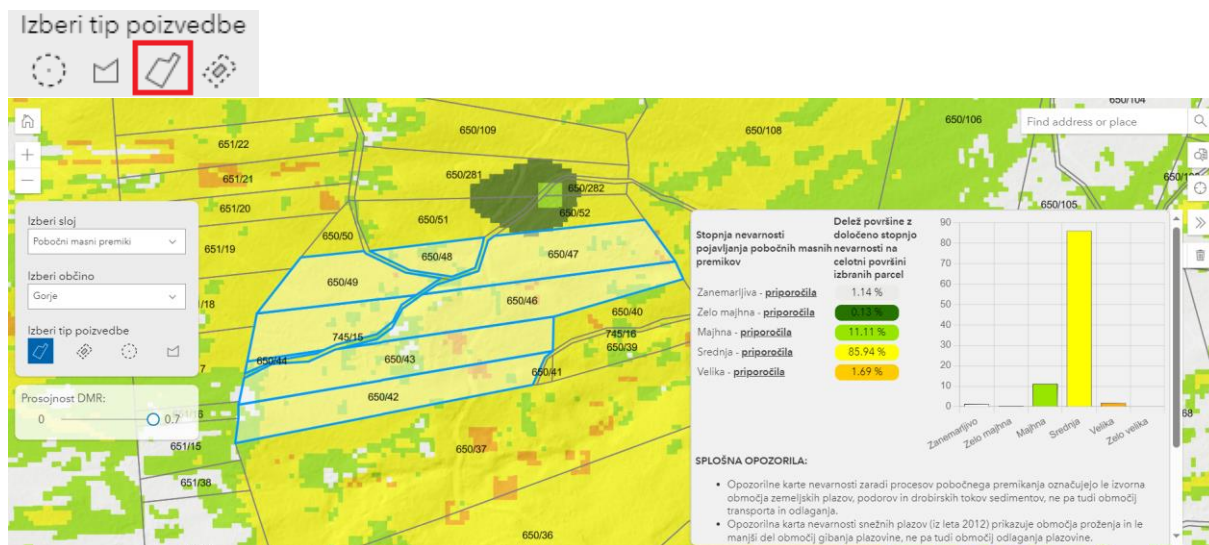 Izberi tip poizvedbe
650/104
650/109
650/108
650/106
Find address or place
651/22
651/21
650/281
650/282
651/20
650/51
650/52
650/105
Izberi sloj
Pobočni masni premiki
651/19
650/50
650/48
650/47
Izberi občino
Gorje
650/49
650/46
650/40
Izberi tip poizvedbe
745/15
745/16
650/39
650/44
650/43
650/41
650/42
Prosojnost DMR:
0
0.7
651/15
650/37
651/38
650/36
Stopnja nevarnosti pojavljanja pobočnih masnih premikov
Delež površine z določeno stopnjo nevarnosti na celotni površini izbranih parcel
Zanemarljiva - priporočila 1.14 %
Zelo majhna - priporočila 0.13 %
Majhna - priporočila 11.11 %
Srednja - priporočila 85.94 %
Velika - priporočila 1.69 %
90
80
70
60
50
40
30
20
10
0
Zanemarljivo
Zelo majhna
Majhna
Srednja
Velika
Zelo velika
SPLOŠNA OPOZORILA:
• Opozorilne karte nevarnosti zaradi procesov pobočnega premikanja označujejo le izvorna
območja zemeljskih plazov, podorov in drobirskih tokov sedimentov, ne pa tudi območij
transporta in odlaganja.
• Opozorilna karta nevarnosti snežnih plazov (iz leta 2012) prikazuje območja proženja in le
manjši del območij gibanja plazovine, ne pa tudi območij odlaganja plazovine.